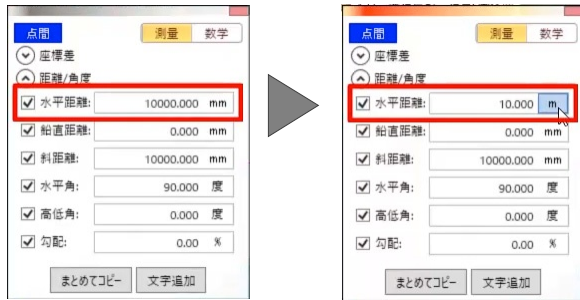 点間 測量 数学
座標差
距離/角度
水平距離: 10000.000 mm
鉛直距離: 0.000 mm
斜距離: 10000.000 mm
水平角: 90.000 度
高低角: 0.000 度
勾配: 0.00 %
まとめてコピー 文字追加
点間 測量 数学
座標差
距離/角度
水平距離: 10.000 m
鉛直距離: 0.000 mm
斜距離: 10000.000 mm
水平角: 90.000 度
高低角: 0.000 度
勾配: 0.00 %
まとめてコピー 文字追加